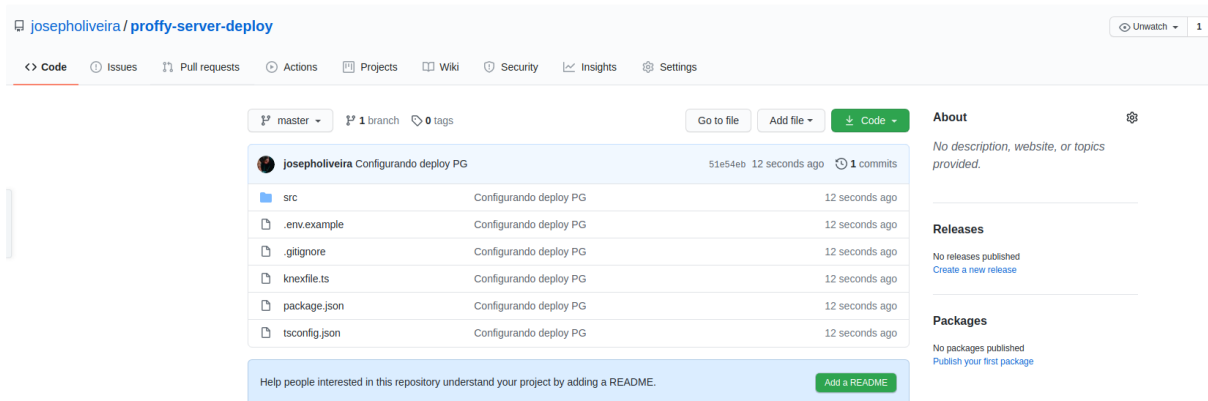 josepholiveira / proffy-server-deploy
Unwatch 1
Code Issues Pull requests Actions Projects Wiki Security Insights Settings
master 1 branch 0 tags Go to file Add file Code
josepholiveira Configurando deploy PG 51e54eb 12 seconds ago 1 commits
src Configurando deploy PG 12 seconds ago
.env.example Configurando deploy PG 12 seconds ago
.gitignore Configurando deploy PG 12 seconds ago
knexfile.ts Configurando deploy PG 12 seconds ago
package.json Configurando deploy PG 12 seconds ago
tsconfig.json Configurando deploy PG 12 seconds ago
Help people interested in this repository understand your project by adding a README. Add a README
About
No description, website, or topics
provided.
Releases
No releases published
Create a new release
Packages
No packages published
Publish your first package